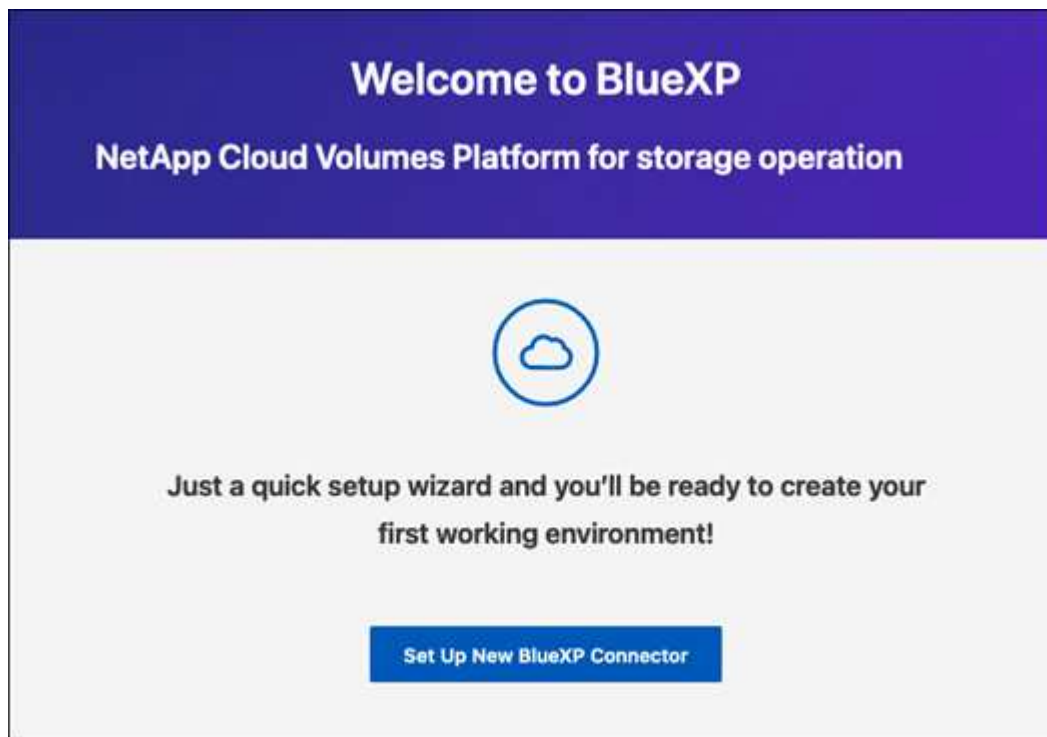 Welcome to BlueXP
NetApp Cloud Volumes Platform for storage operation
Just a quick setup wizard and you'll be ready to create your
first working environment!
Set Up New BlueXP Connector